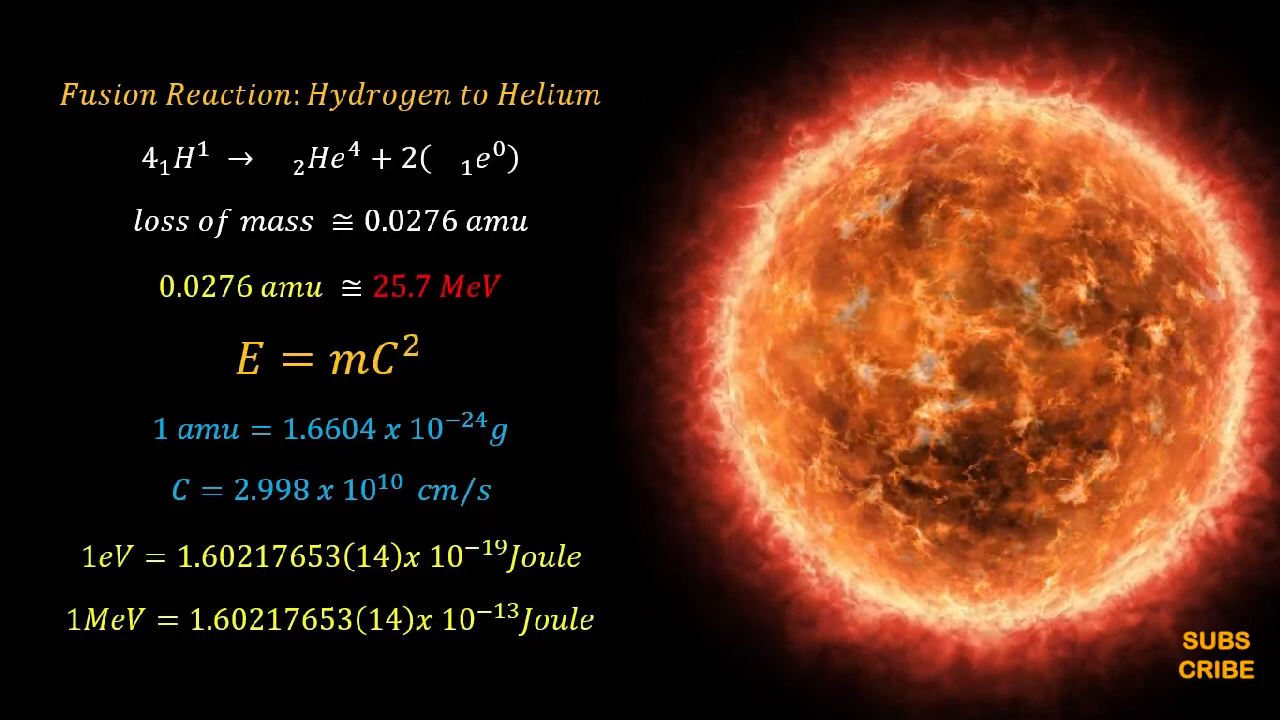 Fusion Reaction: Hydrogen to Helium
4₁H¹ → ₂He⁴ + 2( ₁e⁰)
loss of mass ≅ 0.0276 amu
0.0276 amu ≅ 25.7 MeV
E = mC²
1 amu = 1.6604 x 10⁻²⁴g
C = 2.998 x 10¹⁰ cm/s
1eV = 1.60217653(14)x 10⁻¹⁹Joule
1MeV = 1.60217653(14)x 10⁻¹³Joule
SUBS
CRIBE